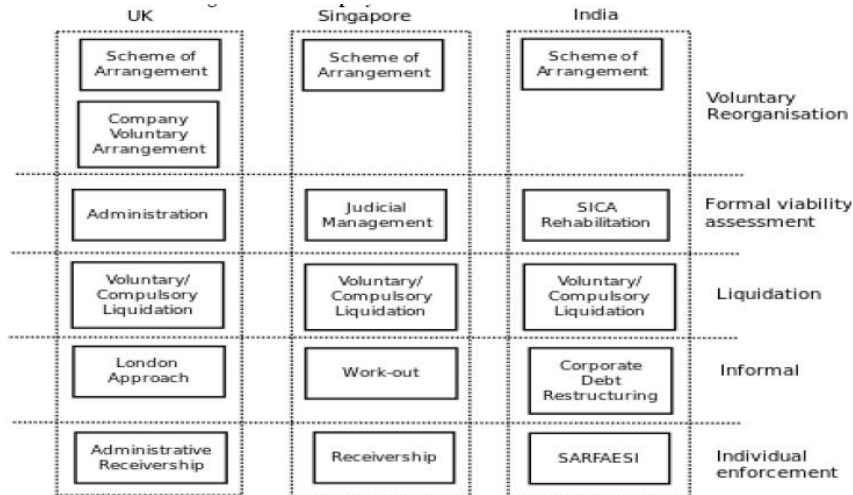 UK
Singapore
India
Scheme of
Arrangement
Scheme of
Arrangement
Scheme of
Arrangement
Company
Voluntary
Arrangement
Voluntary
Reorganisation
Administration
Judicial
Management
SICA
Rehabilitation
Formal viability
assessment
Voluntary/
Compulsory
Liquidation
Voluntary/
Compulsory
Liquidation
Voluntary/
Compulsory
Liquidation
Liquidation
London
Approach
Work-out
Corporate
Debt
Restructuring
Informal
Administrative
Receivership
Receivership
SARFAESI
Individual
enforcement